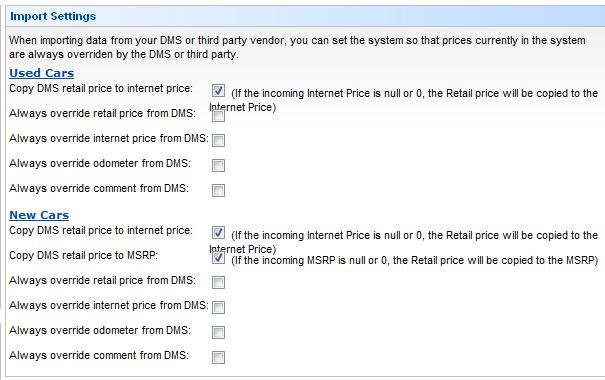 Import Settings
When importing data from your DMS or third party vendor, you can set the system so that prices currently in the system
are always overriden by the DMS or third party.
Used Cars
Copy DMS retail price to internet price: (If the incoming Internet Price is null or 0, the Retail price will be copied to the
Internet Price)
Always override retail price from DMS:
Always override internet price from DMS:
Always override odometer from DMS:
Always override comment from DMS:
New Cars
Copy DMS retail price to internet price: (If the incoming Internet Price is null or 0, the Retail price will be copied to the
Internet Price)
Copy DMS retail price to MSRP: (If the incoming MSRP is null or 0, the Retail price will be copied to the MSRP)
Always override retail price from DMS:
Always override internet price from DMS:
Always override odometer from DMS:
Always override comment from DMS: